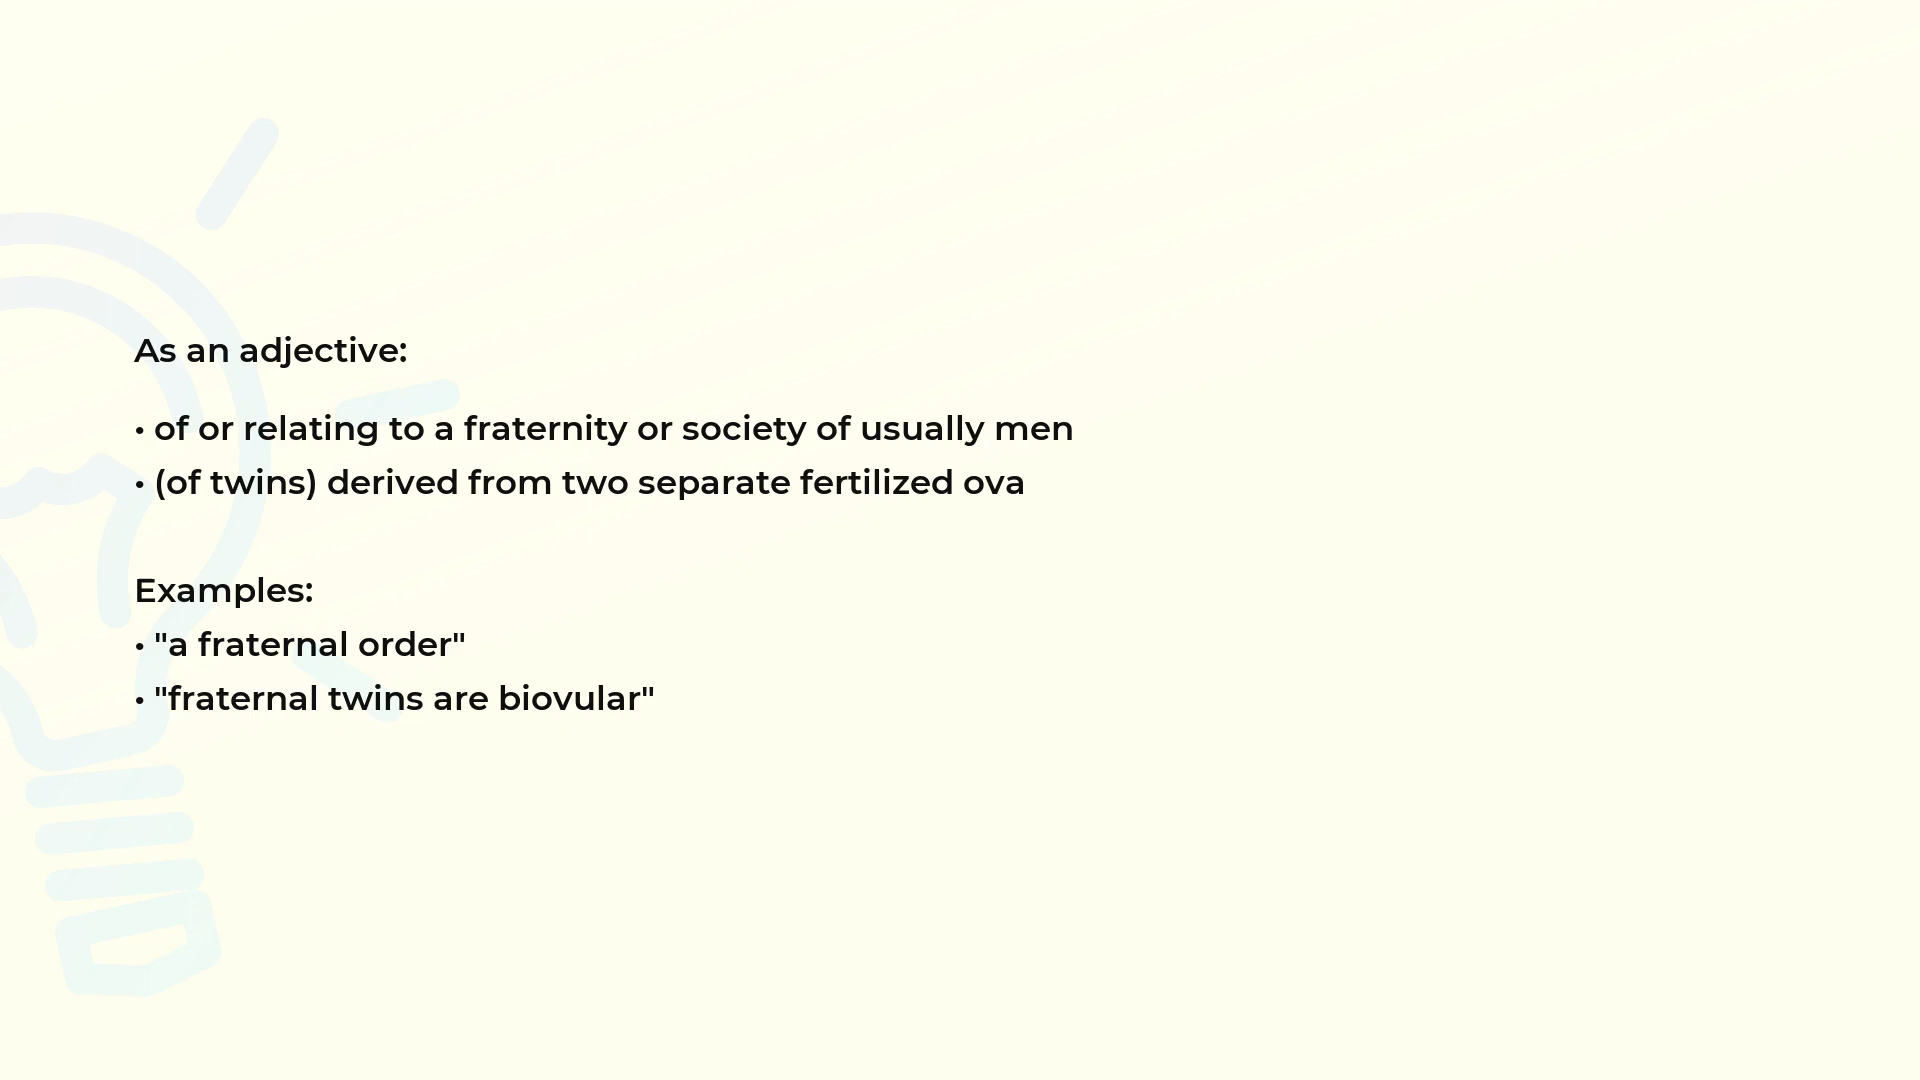 As an adjective:
• of or relating to a fraternity or society of usually men
• (of twins) derived from two separate fertilized ova
Examples:
• "a fraternal order"
• "fraternal twins are biovular"